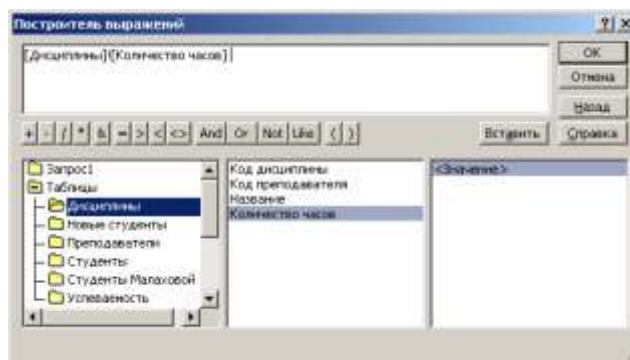 Построитель выражений
[Дисциплины]![Количество часов]
ОК
Отмена
Назад
+ - / * & = > < <> And Or Not Like ( )
Вставить
Справка
Запрос1
Таблицы
Дисциплины
Новые студенты
Преподаватели
Студенты
Студенты Малаховой
Успеваемость
Код дисциплины
Код преподавателя
Название
Количество часов
<Значение>